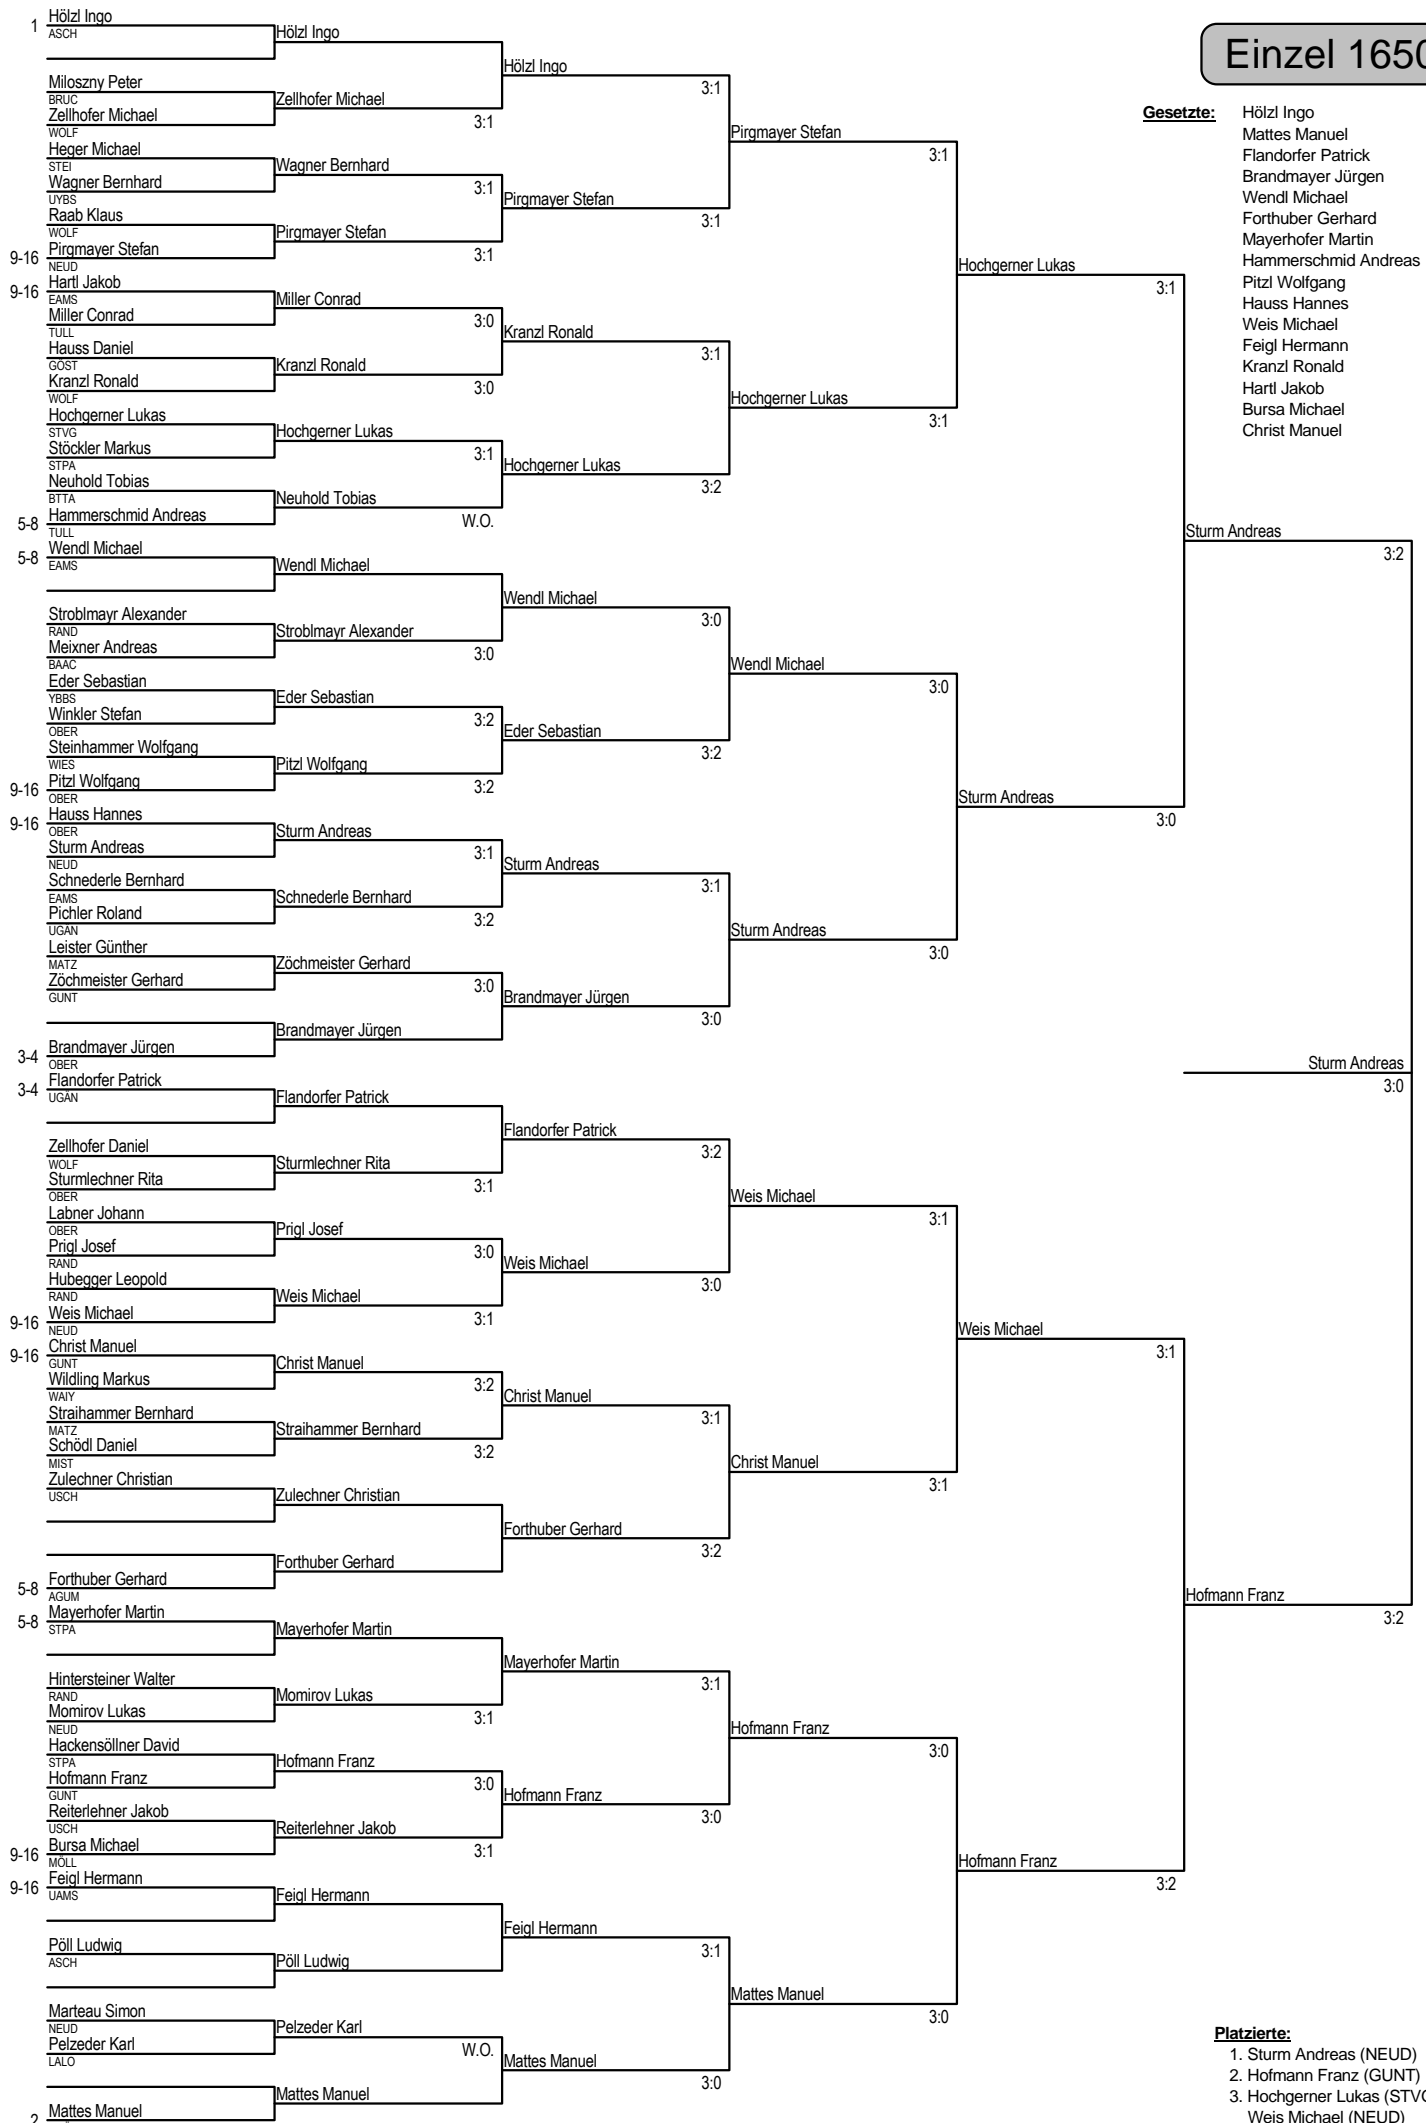 Einzel 1650
Gesetzte: Hölzl Ingo
Mattes Manuel
Flandorfer Patrick
Brandmayer Jürgen
Wendl Michael
Forthuber Gerhard
Mayerhofer Martin
Hammerschmid Andreas
Pitzl Wolfgang
Hauss Hannes
Weis Michael
Feigl Hermann
Kranzl Ronald
Hartl Jakob
Bursa Michael
Christ Manuel
1 Hölzl Ingo
ASCH
Miloszny Peter
BRUC
Zellhofer Michael
WOLF
Heger Michael
STEI
Wagner Bernhard
UYBS
Raab Klaus
WOLF
9-16 Pirgmayer Stefan
NEUD
9-16 Hartl Jakob
EAMS
Miller Conrad
TULL
Hauss Daniel
GÖST
Kranzl Ronald
WOLF
Hochgerner Lukas
STVG
Stöckler Markus
STPA
Neuhold Tobias
BTTA
5-8 Hammerschmid Andreas
TULL
5-8 Wendl Michael
EAMS
Stroblmayr Alexander
RAND
Meixner Andreas
BAAC
Eder Sebastian
YBBS
Winkler Stefan
OBER
Steinhammer Wolfgang
WIES
9-16 Pitzl Wolfgang
OBER
9-16 Hauss Hannes
OBER
Sturm Andreas
NEUD
Schnederle Bernhard
EAMS
Pichler Roland
UGAN
Leister Günther
MATZ
Zöchmeister Gerhard
GUNT
3-4 Brandmayer Jürgen
OBER
3-4 Flandorfer Patrick
UGÄN
Zellhofer Daniel
WOLF
Sturmlechner Rita
OBER
Labner Johann
OBER
Prigl Josef
RAND
Hubegger Leopold
RAND
9-16 Weis Michael
NEUD
9-16 Christ Manuel
GUNT
Wildling Markus
WAIY
Straihammer Bernhard
MATZ
Schödl Daniel
MIST
Zulechner Christian
USCH
5-8 Forthuber Gerhard
AGUM
5-8 Mayerhofer Martin
STPA
Hintersteiner Walter
RAND
Momirov Lukas
NEUD
Hackensöllner David
STPA
Hofmann Franz
GUNT
Reiterlehner Jakob
USCH
9-16 Bursa Michael
MÖLL
9-16 Feigl Hermann
UAMS
Pöll Ludwig
ASCH
Marteau Simon
NEUD
Pelzeder Karl
LALO
2 Mattes Manuel
Hölzl Ingo
Zellhofer Michael
3:1
Wagner Bernhard
3:1
Pirgmayer Stefan
3:1
Miller Conrad
3:0
Kranzl Ronald
3:0
Hochgerner Lukas
3:1
Neuhold Tobias
W.O.
Wendl Michael
Stroblmayr Alexander
3:0
Eder Sebastian
3:2
Pitzl Wolfgang
3:2
Sturm Andreas
3:1
Schnederle Bernhard
3:2
Zöchmeister Gerhard
3:0
Brandmayer Jürgen
Flandorfer Patrick
Sturmlechner Rita
3:1
Prigl Josef
3:0
Weis Michael
3:1
Christ Manuel
3:2
Straihammer Bernhard
3:2
Zulechner Christian
Forthuber Gerhard
Mayerhofer Martin
Momirov Lukas
3:1
Hofmann Franz
3:0
Reiterlehner Jakob
3:1
Feigl Hermann
Pöll Ludwig
Pelzeder Karl
W.O.
Mattes Manuel
Hölzl Ingo
3:1
Pirgmayer Stefan
3:1
Kranzl Ronald
3:1
Hochgerner Lukas
3:2
Wendl Michael
3:0
Eder Sebastian
3:2
Sturm Andreas
3:1
Brandmayer Jürgen
3:0
Flandorfer Patrick
3:2
Weis Michael
3:0
Christ Manuel
3:1
Forthuber Gerhard
3:2
Mayerhofer Martin
3:1
Hofmann Franz
3:0
Feigl Hermann
3:1
Mattes Manuel
3:0
Pirgmayer Stefan
3:1
Hochgerner Lukas
3:1
Wendl Michael
3:0
Sturm Andreas
3:0
Weis Michael
3:1
Christ Manuel
3:1
Hofmann Franz
3:0
Mattes Manuel
3:0
Hochgerner Lukas
3:1
Sturm Andreas
3:0
Weis Michael
3:1
Hofmann Franz
3:2
Sturm Andreas
3:2
Hofmann Franz
3:2
Sturm Andreas
3:0
Platzierte:
1. Sturm Andreas (NEUD)
2. Hofmann Franz (GUNT)
3. Hochgerner Lukas (STVG
Weis Michael (NEUD)